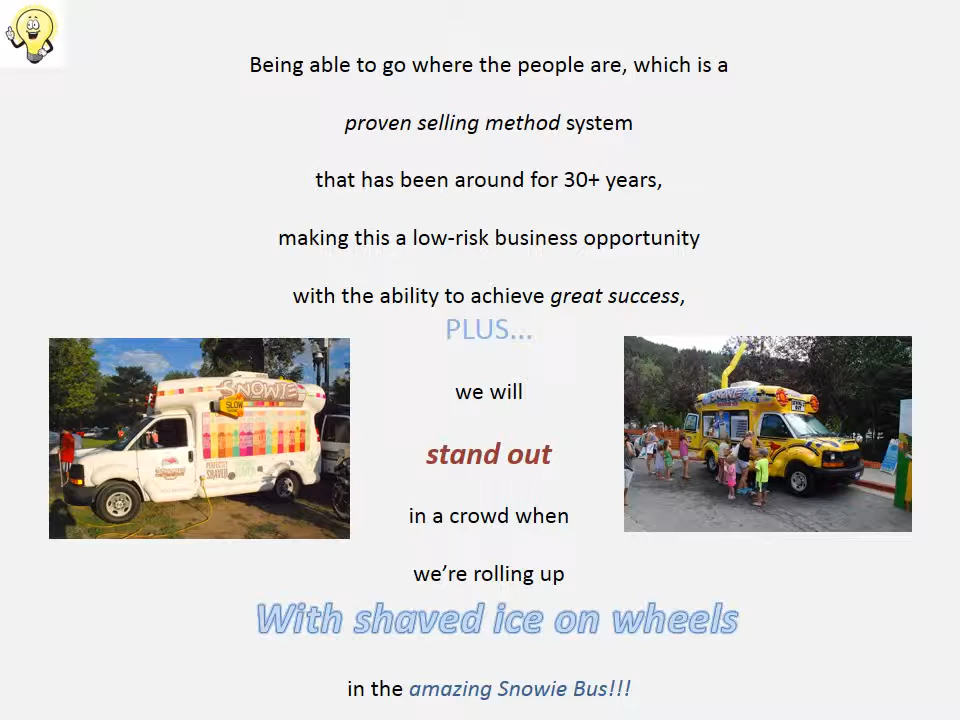 Being able to go where the people are, which is a
proven selling method system
that has been around for 30+ years,
making this a low-risk business opportunity
with the ability to achieve great success,
PLUS...
we will
stand out
in a crowd when
we're rolling up
With shaved ice on wheels
in the amazing Snowie Bus!!!
SNOWIE
SLOW